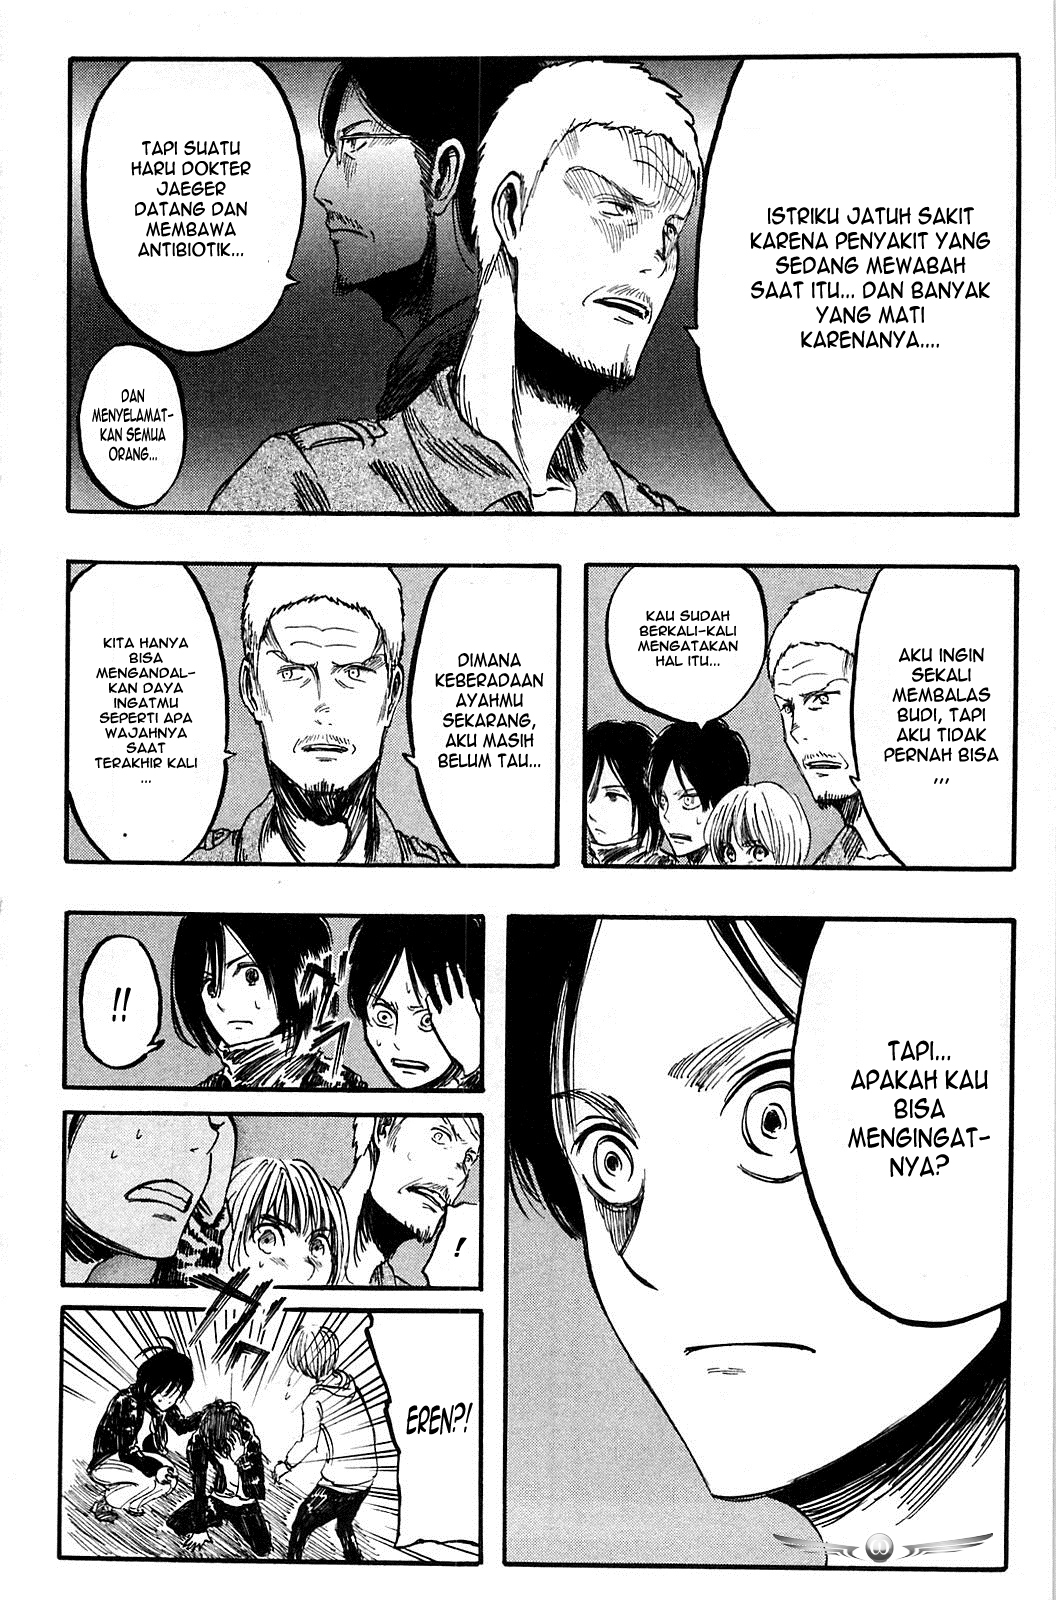 ISTRIKU JATUH SAKIT
KARENA PENYAKIT YANG
SEDANG MEWABAH
SAAT ITU... DAN BANYAK
YANG MATI
KARENANYA....
TAPI SUATU
HARU DOKTER
JAEGER
DATANG DAN
MEMBAWA
ANTIBIOTIK...
DAN
MENYELAMAT-
KAN SEMUA
ORANG...
AKU INGIN
SEKALI
MEMBALAS
BUDI, TAPI
AKU TIDAK
PERNAH BISA
,,,
KAU SUDAH
BERKALI-KALI
MENGATAKAN
HAL ITU...
DIMANA
KEBERADAAN
AYAHMU
SEKARANG,
AKU MASIH
BELUM TAU...
KITA HANYA
BISA
MENGANDAL-
KAN DAYA
INGATMU
SEPERTI APA
WAJAHNYA
SAAT
TERAKHIR KALI
...
TAPI...
APAKAH KAU
BISA
MENGINGAT-
NYA?
!!
!
EREN?!